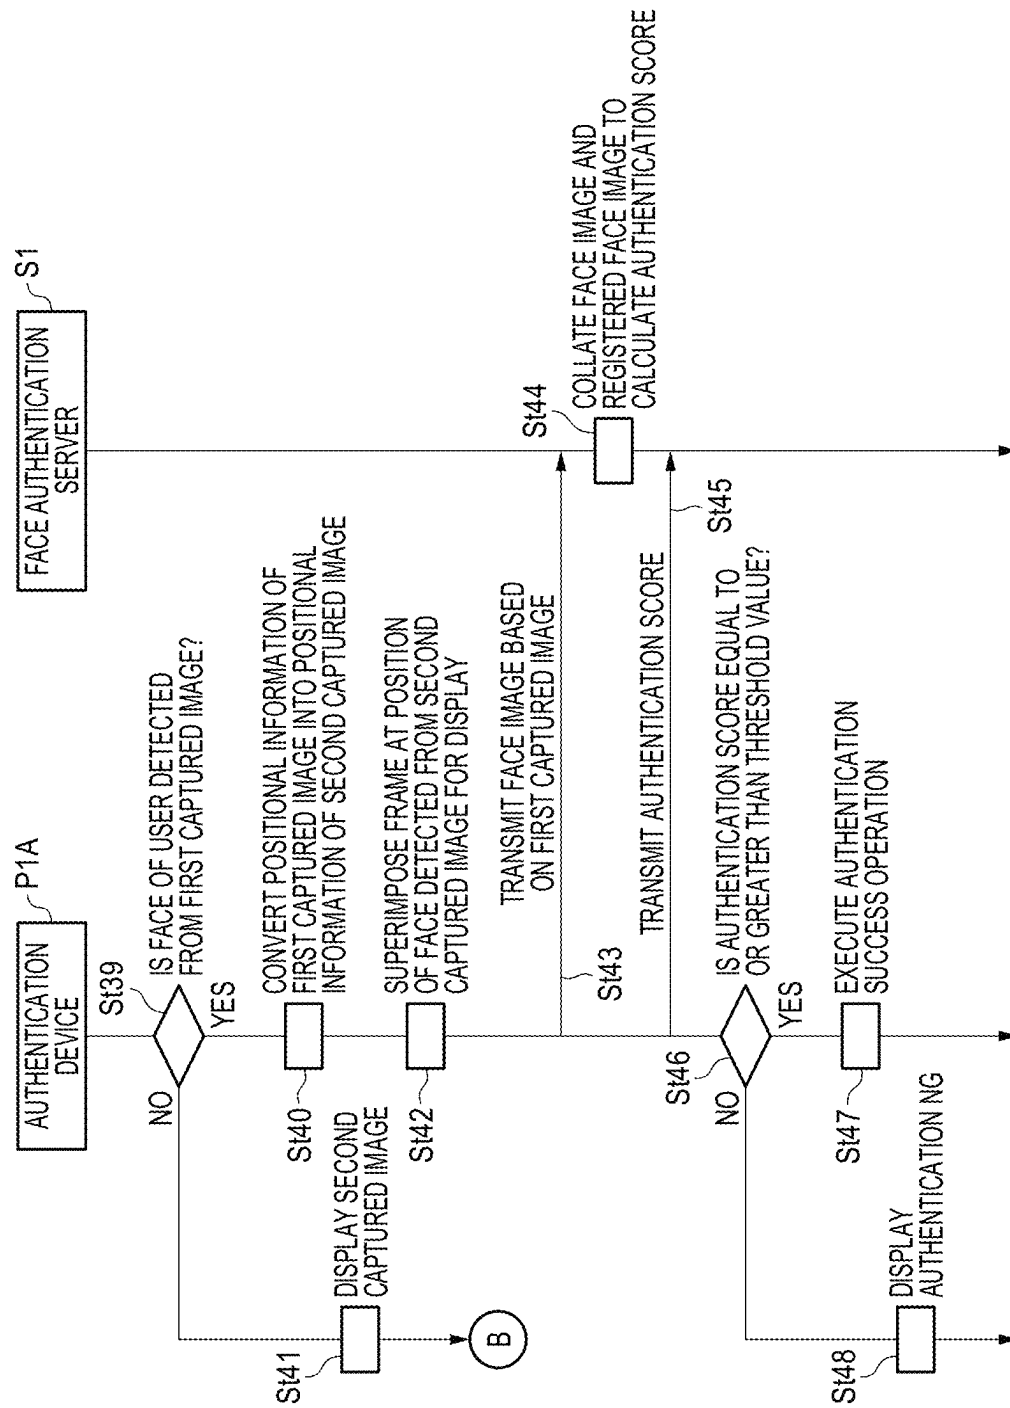 AUTHENTICATION
DEVICE
P1A
FACE AUTHENTICATION
SERVER
S1
St39
IS FACE OF USER DETECTED
FROM FIRST CAPTURED IMAGE?
NO
YES
St40
CONVERT POSITIONAL INFORMATION OF
FIRST CAPTURED IMAGE INTO POSITIONAL
INFORMATION OF SECOND CAPTURED IMAGE
St41
DISPLAY SECOND
CAPTURED IMAGE
B
St42
SUPERIMPOSE FRAME AT POSITION
OF FACE DETECTED FROM SECOND
CAPTURED IMAGE FOR DISPLAY
TRANSMIT FACE IMAGE BASED
ON FIRST CAPTURED IMAGE
St43
St44
COLLATE FACE IMAGE AND
REGISTERED FACE IMAGE TO
CALCULATE AUTHENTICATION SCORE
TRANSMIT AUTHENTICATION SCORE
St45
St46
IS AUTHENTICATION SCORE EQUAL TO
OR GREATER THAN THRESHOLD VALUE?
NO
YES
St47
EXECUTE AUTHENTICATION
SUCCESS OPERATION
St48
DISPLAY
AUTHENTICATION NG